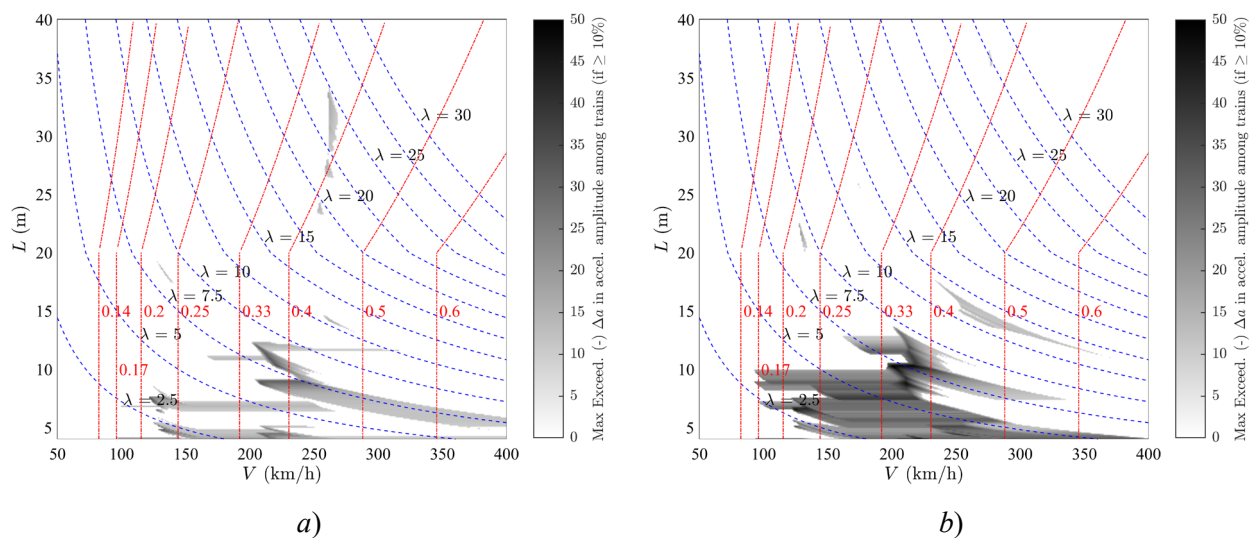 40
35
30
25
20
15
10
5
L (m)
50 100 150 200 250 300 350 400
V (km/h)
λ = 30
λ = 25
λ = 20
λ = 15
λ = 10
λ = 7.5
λ = 5
λ = 2.5
0.14 0.2 0.25 0.33 0.4 0.5 0.6
0.17
50
45
40
35
30
25
20
15
10
5
0
Max Exceed. (-) Δa in accel. amplitude among trains (if ≥ 10%)
a)
40
35
30
25
20
15
10
5
L (m)
50 100 150 200 250 300 350 400
V (km/h)
λ = 30
λ = 25
λ = 20
λ = 15
λ = 10
λ = 7.5
λ = 5
λ = 2.5
0.14 0.2 0.25 0.33 0.4 0.5 0.6
0.17
50
45
40
35
30
25
20
15
10
5
0
Max Exceed. (-) Δa in accel. amplitude among trains (if ≥ 10%)
b)